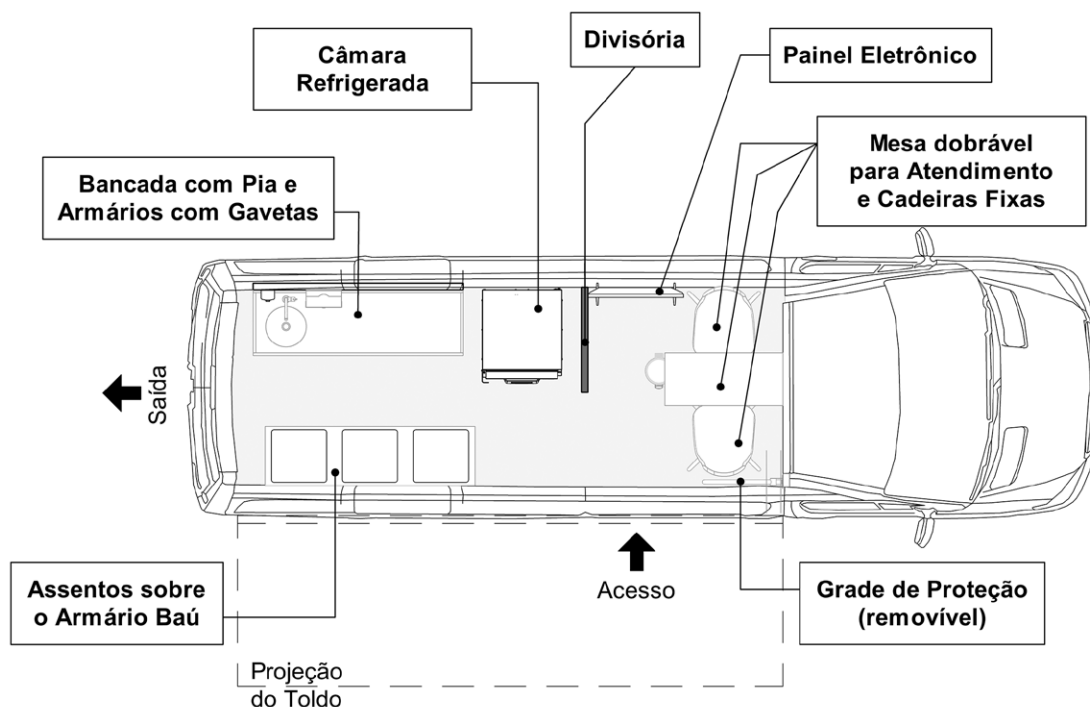 Divisória
Câmara
Refrigerada
Painel Eletrônico
Mesa dobrável
para Atendimento
e Cadeiras Fixas
Bancada com Pia e
Armários com Gavetas
Saída
Assentos sobre
o Armário Baú
Acesso
Grade de Proteção
(removível)
Projeção
do Toldo